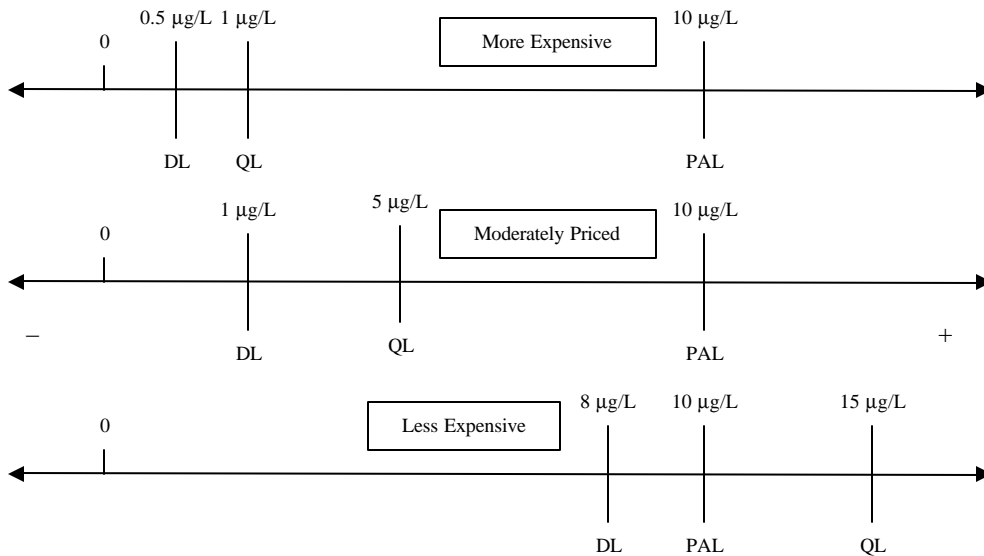 0.5 µg/L 1 µg/L 10 µg/L
0 More Expensive
DL QL PAL
1 µg/L 5 µg/L 10 µg/L
0 Moderately Priced
– +
DL QL PAL
8 µg/L 10 µg/L 15 µg/L
0 Less Expensive
DL PAL QL